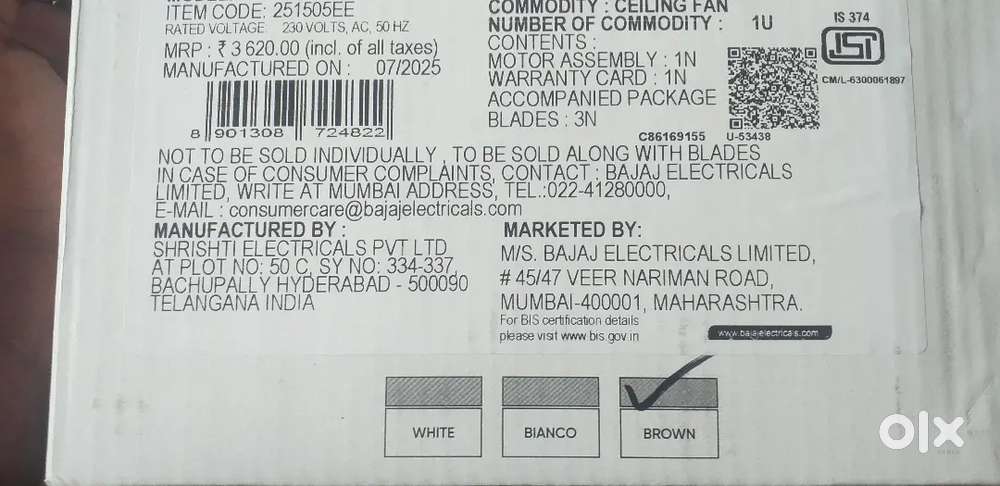 ITEM CODE: 251505EE
RATED VOLTAGE: 230 VOLTS, AC, 50 HZ
MRP : ₹ 3 620.00 (incl. of all taxes)
MANUFACTURED ON : 07/2025
8 901308 724822
COMMODITY : CEILING FAN
NUMBER OF COMMODITY : 1U
CONTENTS :
MOTOR ASSEMBLY : 1N
WARRANTY CARD : 1N
ACCOMPANIED PACKAGE
BLADES : 3N
C86169155
U-53438
IS 374
ISI
CM/L-6300061897
NOT TO BE SOLD INDIVIDUALLY , TO BE SOLD ALONG WITH BLADES
IN CASE OF CONSUMER COMPLAINTS, CONTACT : BAJAJ ELECTRICALS
LIMITED, WRITE AT MUMBAI ADDRESS, TEL.:022-41280000,
E-MAIL : consumercare@bajajelectricals.com
MANUFACTURED BY :
SHRISHTI ELECTRICALS PVT LTD
AT PLOT NO: 50 C, SY NO: 334-337,
BACHUPALLY HYDERABAD - 500090
TELANGANA INDIA
MARKETED BY:
M/S. BAJAJ ELECTRICALS LIMITED,
# 45/47 VEER NARIMAN ROAD,
MUMBAI-400001, MAHARASHTRA.
For BIS certification details
please visit www.bis.gov.in
www.bajajelectricals.com
WHITE
BIANCO
BROWN
olx